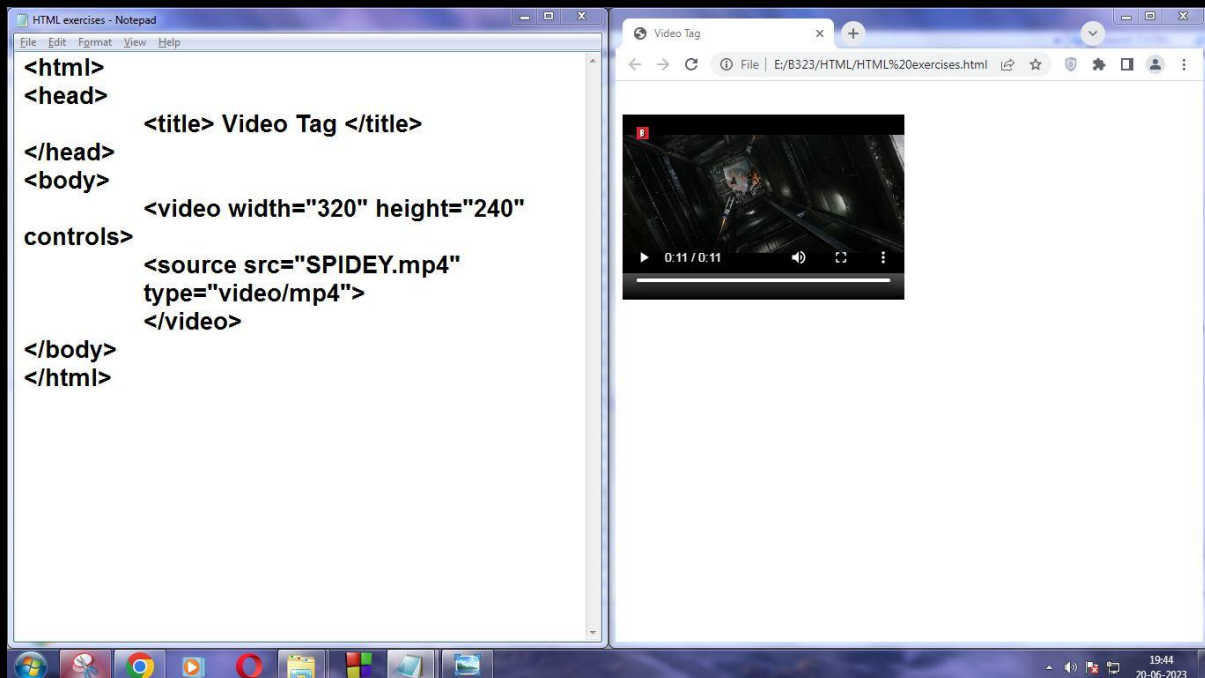 HTML exercises - Notepad
File Edit Format View Help
<html>
<head>
<title> Video Tag </title>
</head>
<body>
<video width="320" height="240"
controls>
<source src="SPIDEY.mp4"
type="video/mp4">
</video>
</body>
</html>
Video Tag
File E:/B323/HTML/HTML%20exercises.html
B
0:11 / 0:11
19:44
20-06-2023